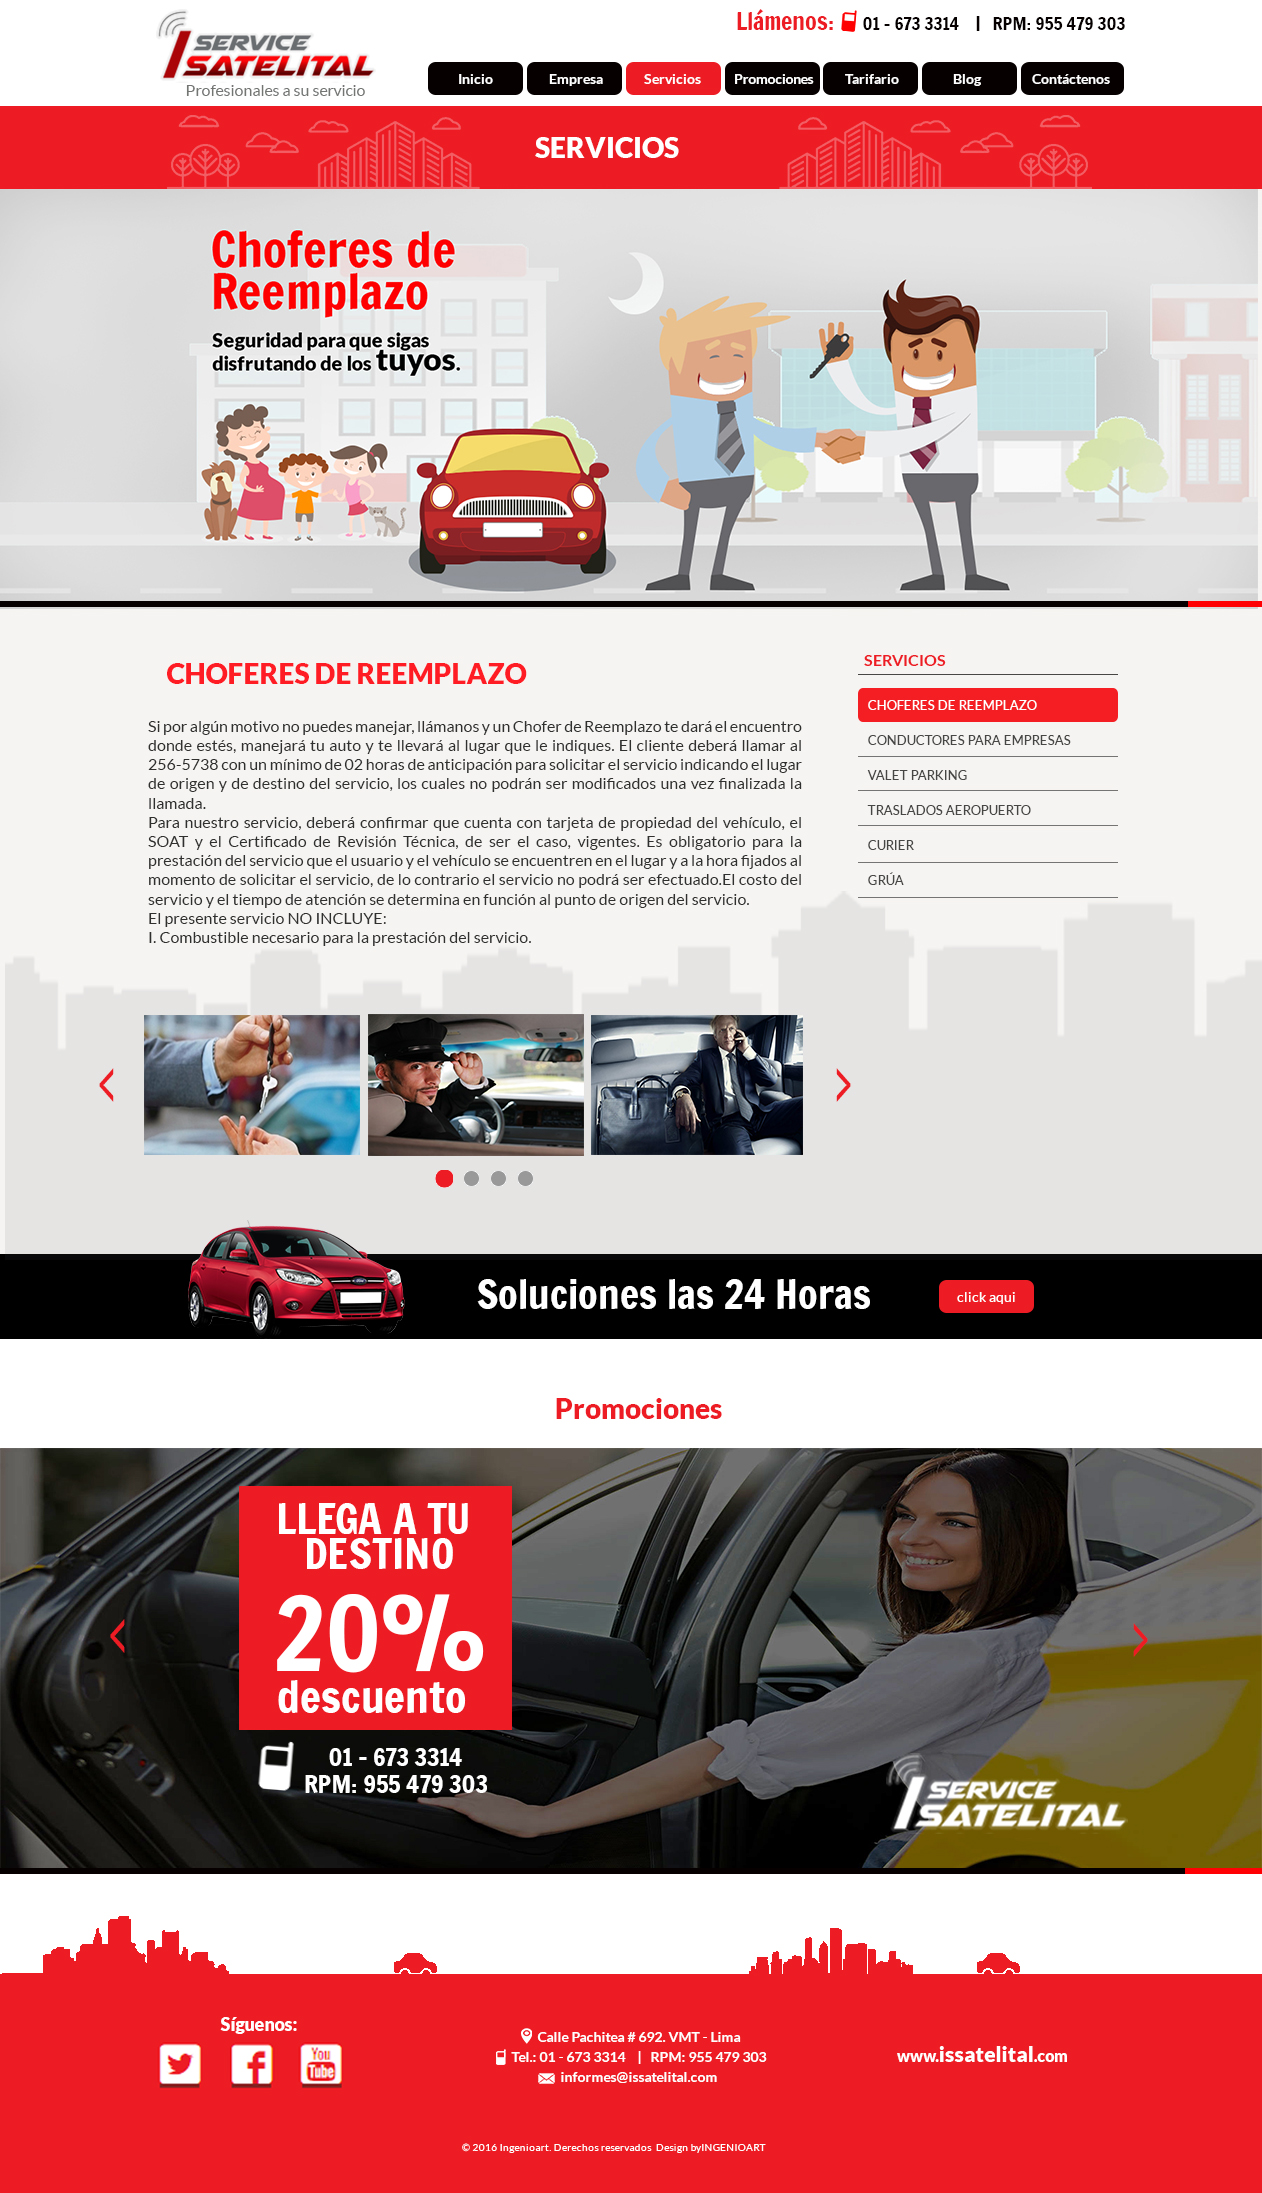 SERVICE
SATELITAL
Profesionales a su servicio
Llámenos: 01 - 673 3314 | RPM: 955 479 303
Inicio Empresa Servicios Promociones Tarifario Blog Contáctenos
SERVICIOS
Choferes de
Reemplazo
Seguridad para que sigas
disfrutando de los tuyos.
CHOFERES DE REEMPLAZO
Si por algún motivo no puedes manejar, llámanos y un Chofer de Reemplazo te dará el encuentro
donde estés, manejará tu auto y te llevará al lugar que le indiques. El cliente deberá llamar al
256-5738 con un mínimo de 02 horas de anticipación para solicitar el servicio indicando el lugar
de origen y de destino del servicio, los cuales no podrán ser modificados una vez finalizada la
llamada.
Para nuestro servicio, deberá confirmar que cuenta con tarjeta de propiedad del vehículo, el
SOAT y el Certificado de Revisión Técnica, de ser el caso, vigentes. Es obligatorio para la
prestación del servicio que el usuario y el vehículo se encuentren en el lugar y a la hora fijados al
momento de solicitar el servicio, de lo contrario el servicio no podrá ser efectuado.El costo del
servicio y el tiempo de atención se determina en función al punto de origen del servicio.
El presente servicio NO INCLUYE:
I. Combustible necesario para la prestación del servicio.
SERVICIOS
CHOFERES DE REEMPLAZO
CONDUCTORES PARA EMPRESAS
VALET PARKING
TRASLADOS AEROPUERTO
CURIER
GRÚA
Soluciones las 24 Horas
click aqui
Promociones
LLEGA A TU
DESTINO
20%
descuento
01 - 673 3314
RPM: 955 479 303
SERVICE
SATELITAL
Síguenos:
You
Tube
Calle Pachitea # 692. VMT - Lima
Tel.: 01 - 673 3314 | RPM: 955 479 303
informes@issatelital.com
www.issatelital.com
© 2016 Ingenioart. Derechos reservados Design byINGENIOART